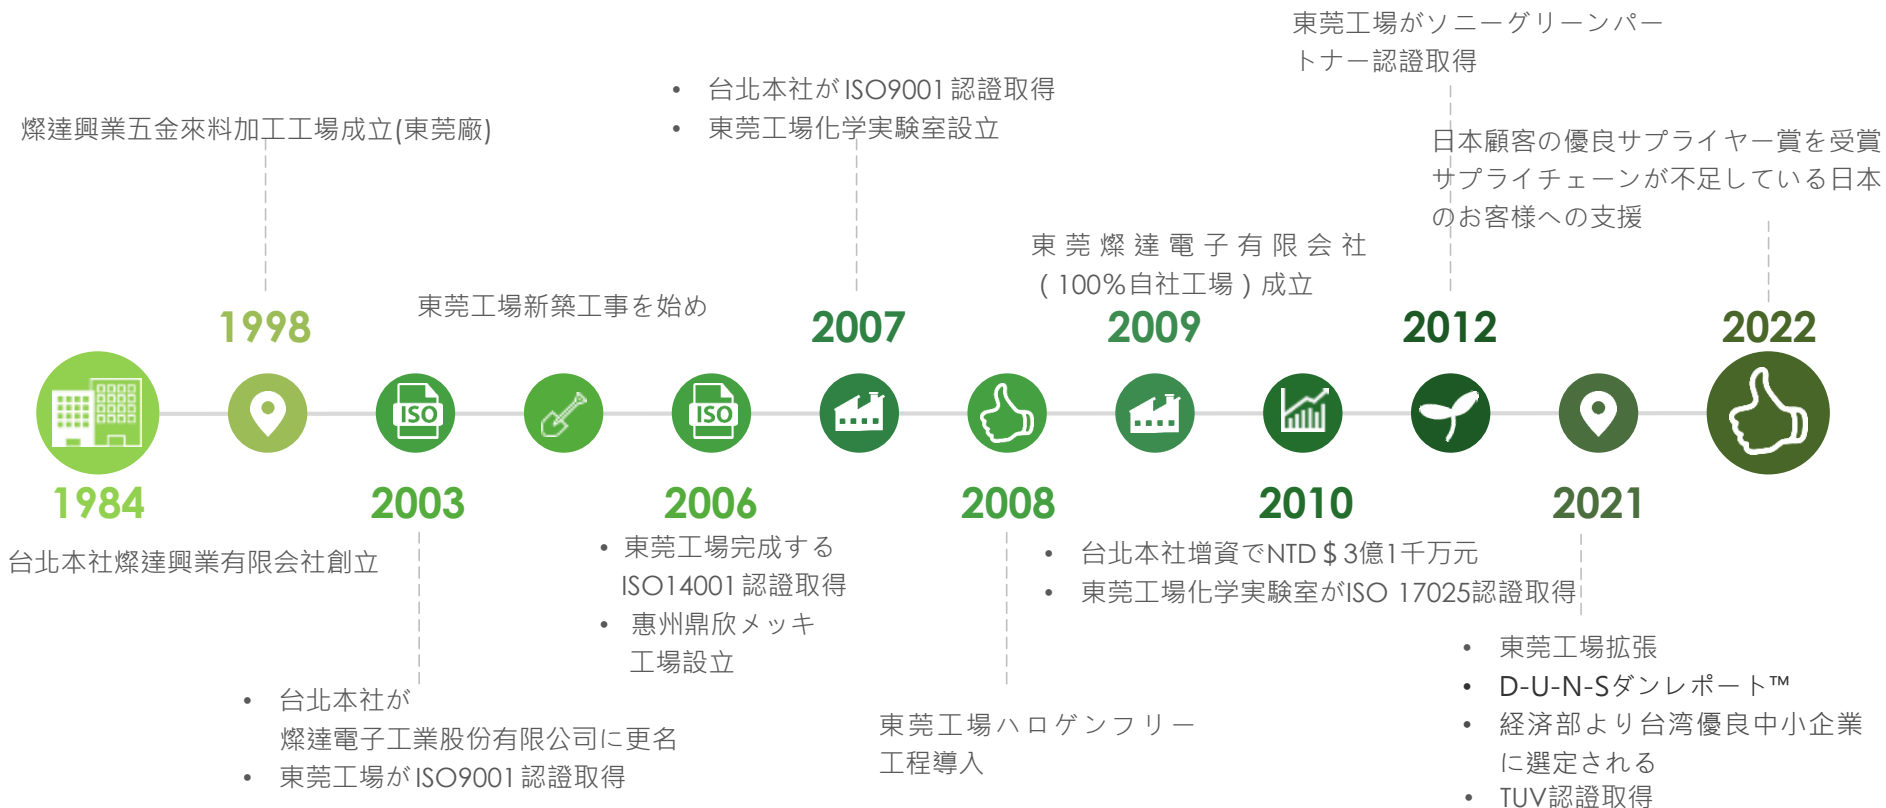 東莞工場がソニーグリーンパー
トナー認證取得
• 台北本社がISO9001認證取得
• 東莞工場化学実験室設立
燦達興業五金來料加工工場成立(東莞廠)
日本顧客の優良サプライヤー賞を受賞
サプライチェーンが不足している日本
のお客様への支援
東莞燦達電子有限会社
(100%自社工場)成立
東莞工場新築工事を始め
1998
2007
2009
2012
2022
ISO
ISO
1984
2003
2006
2008
2010
2021
台北本社燦達興業有限会社創立
• 東莞工場完成する
ISO14001認證取得
• 惠州鼎欣メッキ
工場設立
• 台北本社增資でNTD＄3億1千万元
• 東莞工場化学実験室がISO 17025認證取得
• 台北本社が
燦達電子工業股份有限公司に更名
• 東莞工場がISO9001認證取得
東莞工場ハロゲンフリー
工程導入
• 東莞工場拡張
• D-U-N-Sダンレポート™
• 経済部より台湾優良中小企業
に選定される
• TUV認證取得